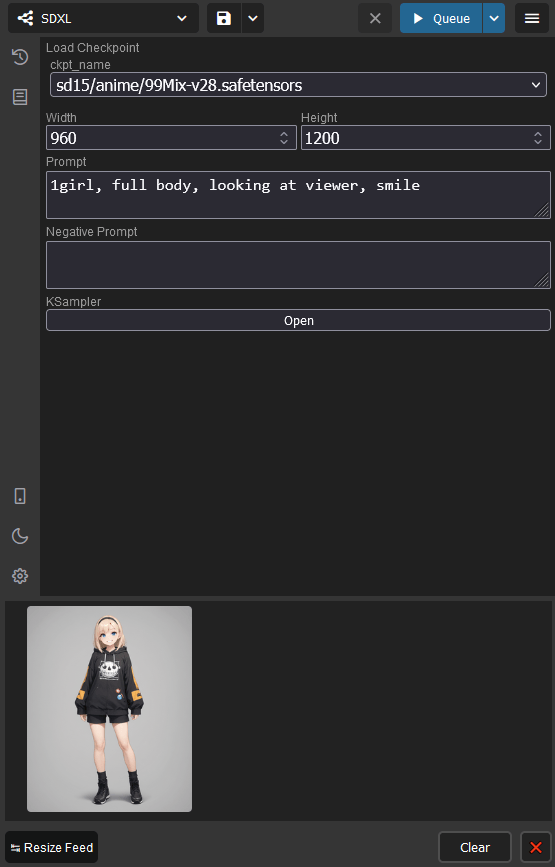 SDXL
Queue
Load Checkpoint
ckpt_name
sd15/anime/99Mix-v28.safetensors
Width
Height
960
1200
Prompt
1girl, full body, looking at viewer, smile
Negative Prompt
KSampler
Open
Resize Feed
Clear